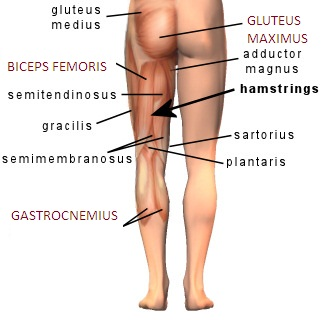 gluteus
medius
GLUTEUS
MAXIMUS
adductor
magnus
BICEPS FEMORIS
semitendinosus
hamstrings
gracilis
sartorius
semimembranosus
plantaris
GASTROCNEMIUS